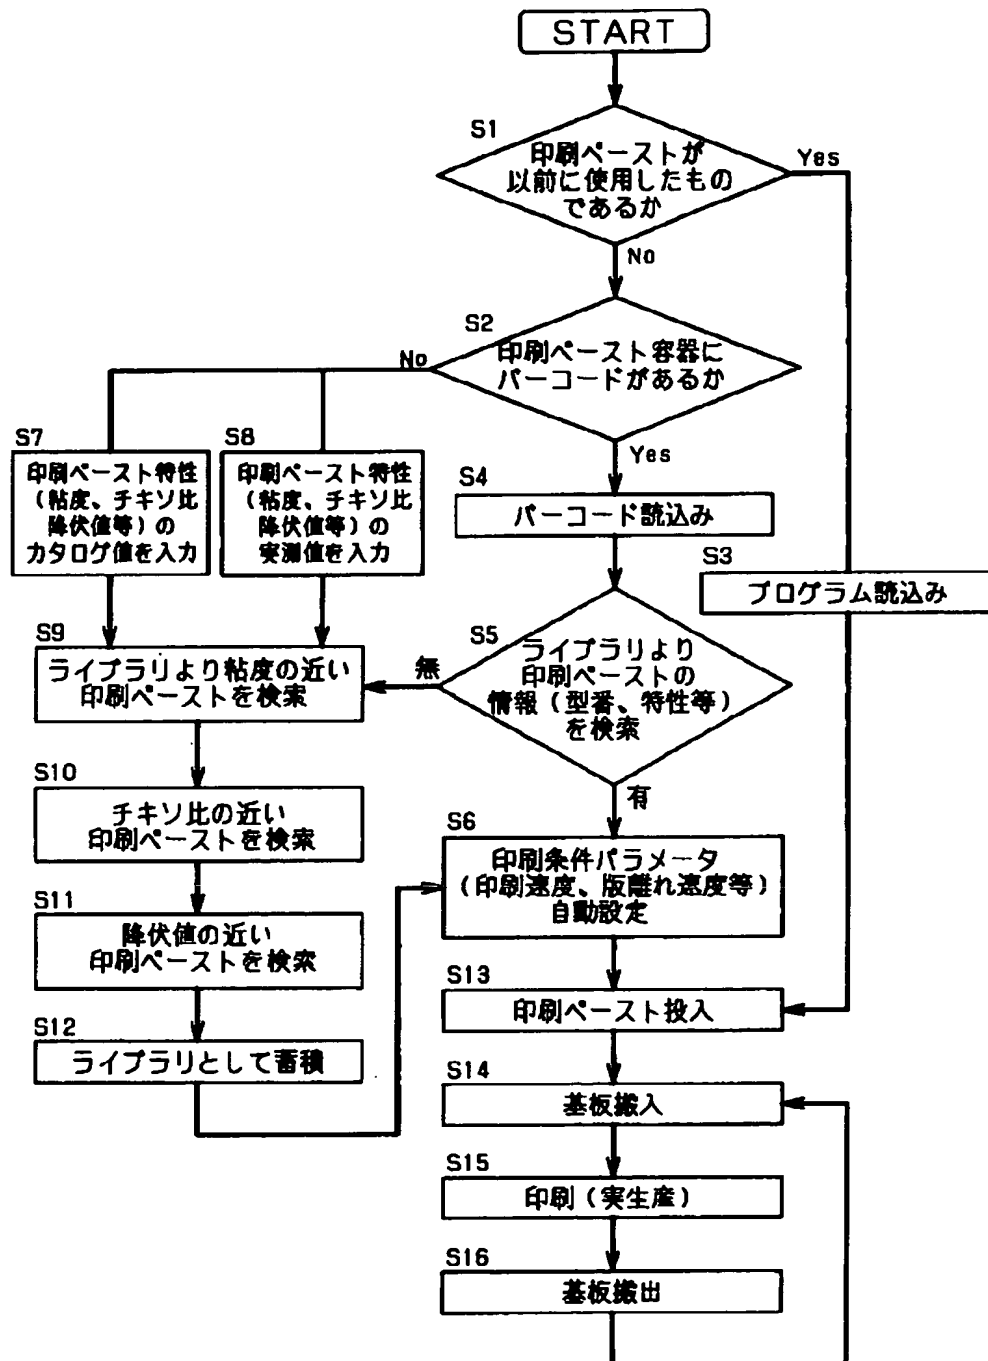 START
S1
印刷ペーストが
以前に使用したもの
であるか
Yes
No
S2
印刷ペースト容器に
バーコードがあるか
No
Yes
S7
印刷ペースト特性
(粘度、チキソ比
降伏値等)の
カタログ値を入力
S8
印刷ペースト特性
(粘度、チキソ比
降伏値等)の
実測値を入力
S4
バーコード読込み
S3
プログラム読込み
S9
ライブラリより粘度の近い
印刷ペーストを検索
S5
ライブラリより
印刷ペーストの
情報(型番、特性等)
を検索
無
有
S10
チキソ比の近い
印刷ペーストを検索
S6
印刷条件パラメータ
(印刷速度、版離れ速度等)
自動設定
S11
降伏値の近い
印刷ペーストを検索
S13
印刷ペースト投入
S12
ライブラリとして蓄積
S14
基板搬入
S15
印刷(実生産)
S16
基板搬出